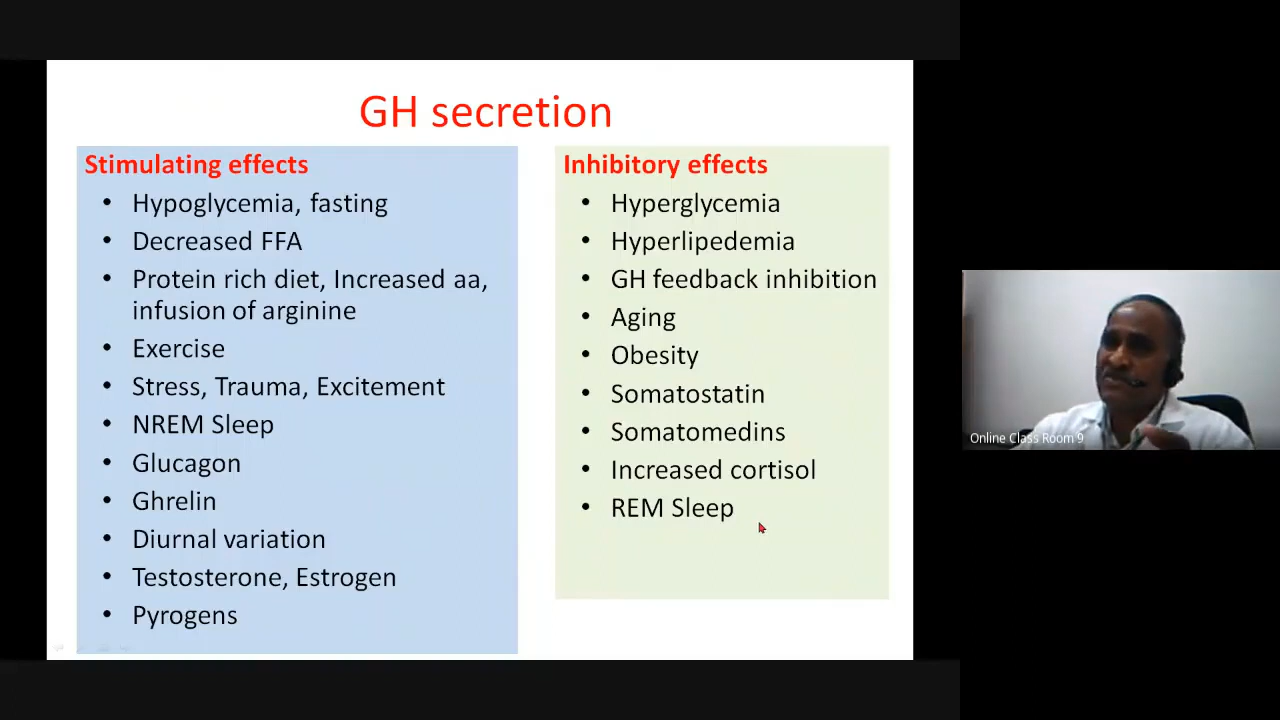 GH secretion
Stimulating effects
• Hypoglycemia, fasting
• Decreased FFA
• Protein rich diet, Increased aa,
infusion of arginine
• Exercise
• Stress, Trauma, Excitement
• NREM Sleep
• Glucagon
• Ghrelin
• Diurnal variation
• Testosterone, Estrogen
• Pyrogens
Inhibitory effects
• Hyperglycemia
• Hyperlipedemia
• GH feedback inhibition
• Aging
• Obesity
• Somatostatin
• Somatomedins
• Increased cortisol
• REM Sleep
Online Class Room 9